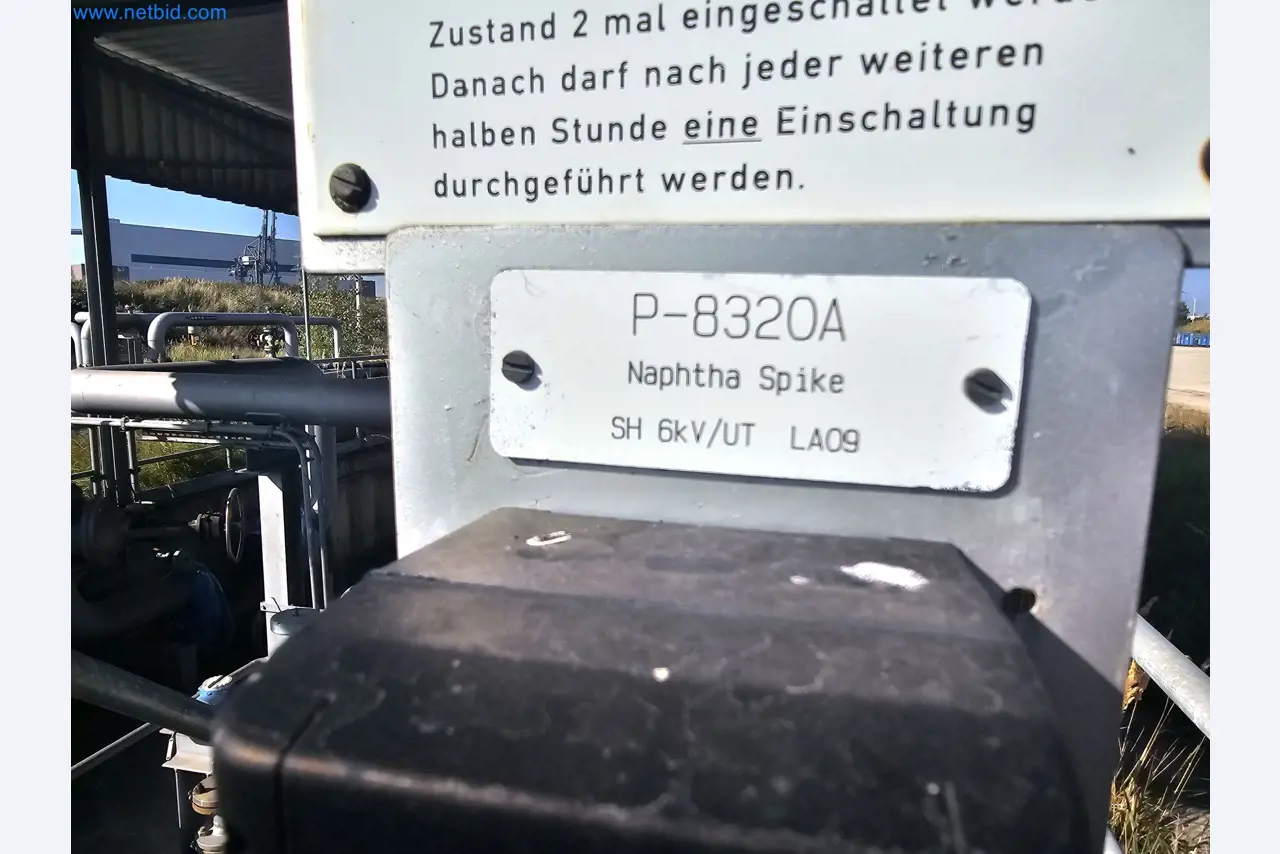 www.netbid.com
Zustand 2 mal eingeschaltet
Danach darf nach jeder weiteren
halben Stunde eine Einschaltung
durchgeführt werden.
P-8320A
Naphtha Spike
SH 6kV/UT LA09